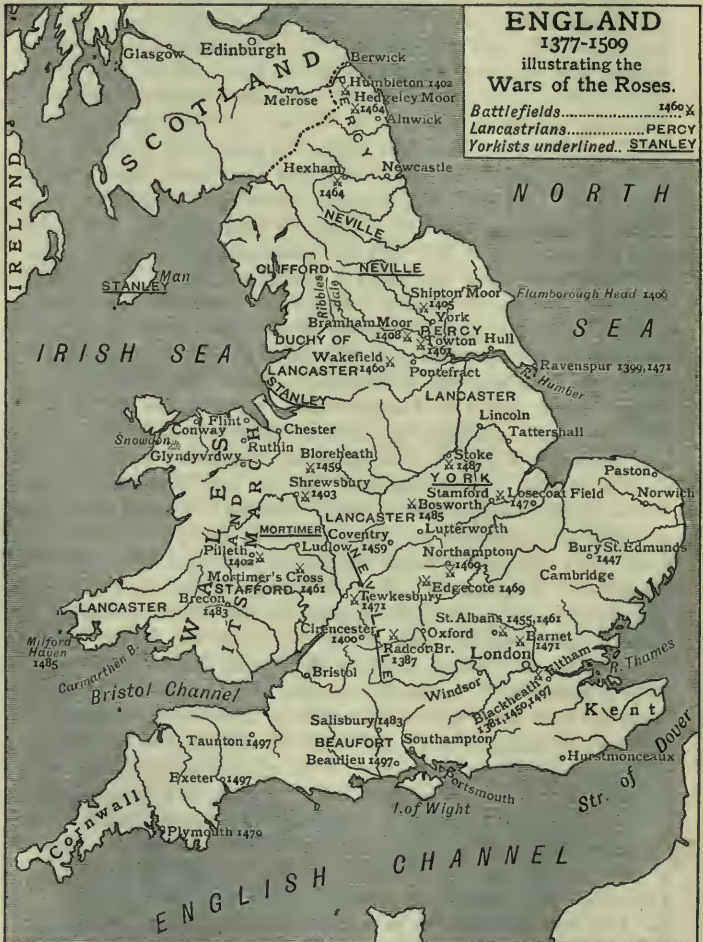 ENGLAND
1377-1509
illustrating the
Wars of the Roses.
Battlefields..............................1460
Lancastrians................PERCY
Yorkists underlined.. STANLEY
Glasgow
Edinburgh
Berwick
SCOTLAND
Humbleton 1402
Melrose
Hedgeley Moor
1464
PERCY
Alnwick
IRELAND
Hexham
1464
Newcastle
NORTH
NEVILLE
CLIFFORD
NEVILLE
STANLEY
Man
Ribbles
dale
Shipton Moor
1405
Flamborough Head 1406
York
Bramham Moor
1408
PERCY
SEA
IRISH SEA
DUCHY OF
Towton
1461
Hull
Wakefield
LANCASTER
1460
Pontefract
Ravenspur 1399,1471
R. Humber
STANLEY
LANCASTER
Lincoln
Tattershall
Flint
Conway
Chester
Snowdon
Ruthin
Glyndyvrdwy
Bloreheath
1459
Stoke
1487
Shrewsbury
1403
YORK
Paston
Stamford
Losecoat Field
1470
Norwich
Bosworth
1485
LANCASTER
WALES
AND
ITS
MARCH
MORTIMER
Coventry
1459
Lutterworth
Pilleth
1402
Ludlow
Northampton
1460
Bury St. Edmunds
1447
Mortimer's Cross
1461
STAFFORD
Edgecote 1469
Cambridge
NEVILLE
LANCASTER
Brecon
1483
Tewkesbury
1471
St. Albans 1455,1461
Milford
Haven
1485
Cirencester
1400
Oxford
Barnet
1471
Radcot Br.
1387
London
Eltham
R. Thames
Carmarthen B.
Bristol Channel
Bristol
Windsor
Blackheath
1381,1450,1497
Kent
Salisbury 1483
Taunton 1497
BEAUFORT
Southampton
Beaulieu 1497
Hurstmonceaux
Str. of Dover
Exeter 1497
Portsmouth
I. of Wight
Cornwall
Plymouth 1470
ENGLISH CHANNEL